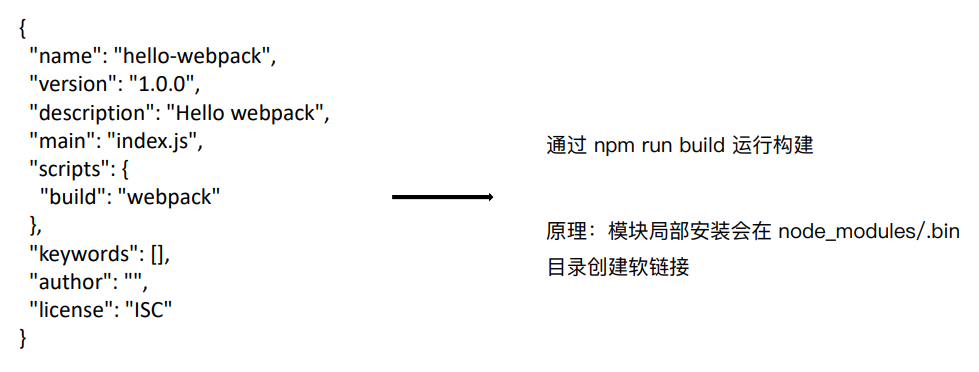 {
"name": "hello-webpack",
"version": "1.0.0",
"description": "Hello webpack",
"main": "index.js",
"scripts": {
"build": "webpack"
},
"keywords": [],
"author": "",
"license": "ISC"
}
通过 npm run build 运行构建
原理：模块局部安装会在 node_modules/.bin
目录创建软链接